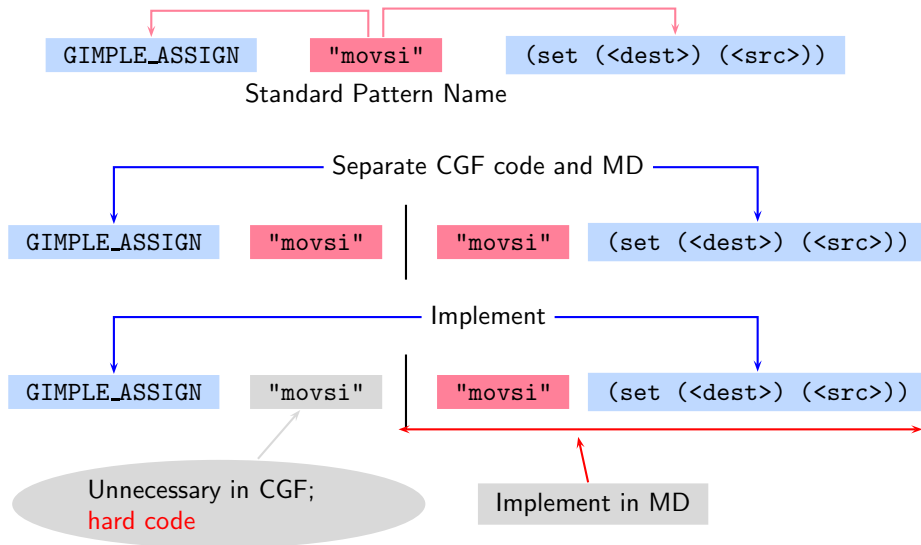 GIMPLE_ASSIGN "movsi" (set (<dest>) (<src>))
Standard Pattern Name
Separate CGF code and MD
GIMPLE_ASSIGN "movsi" "movsi" (set (<dest>) (<src>))
Implement
GIMPLE_ASSIGN "movsi" "movsi" (set (<dest>) (<src>))
Unnecessary in CGF;
hard code
Implement in MD